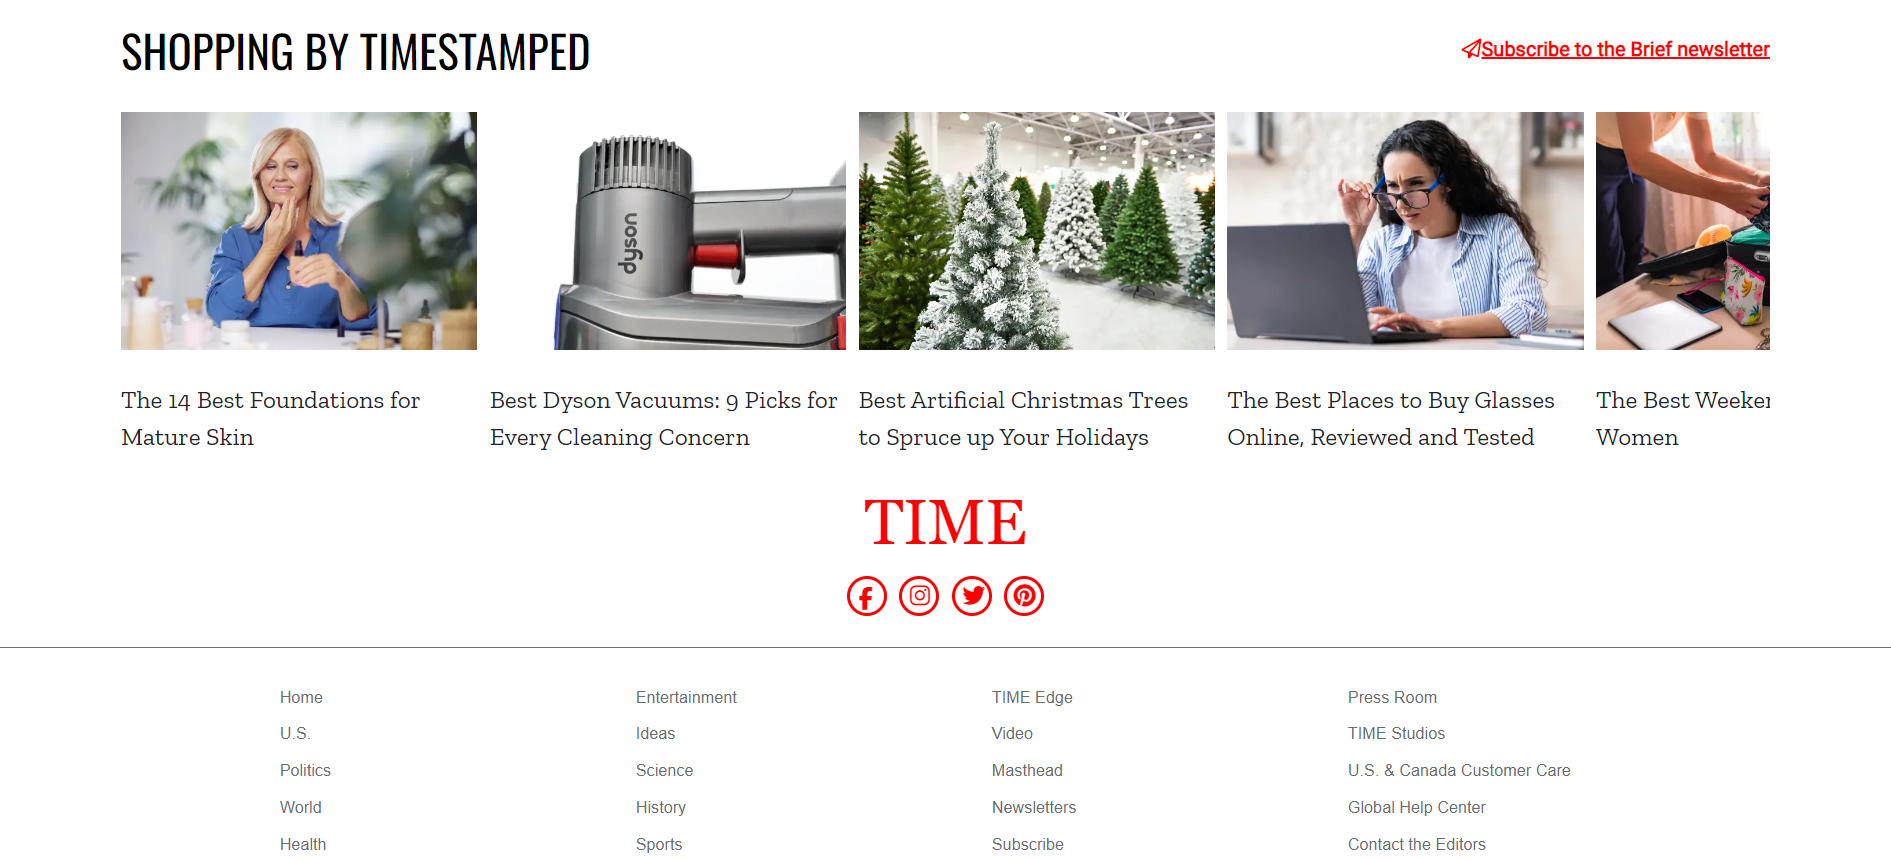 SHOPPING BY TIMESTAMPED
Subscribe to the Brief newsletter
dyson
The 14 Best Foundations for
Mature Skin
Best Dyson Vacuums: 9 Picks for
Every Cleaning Concern
Best Artificial Christmas Trees
to Spruce up Your Holidays
The Best Places to Buy Glasses
Online, Reviewed and Tested
The Best
Women
TIME
Home
U.S.
Politics
World
Health
Entertainment
Ideas
Science
History
Sports
TIME Edge
Video
Masthead
Newsletters
Subscribe
Press Room
TIME Studios
U.S. & Canada Customer Care
Global Help Center
Contact the Editors